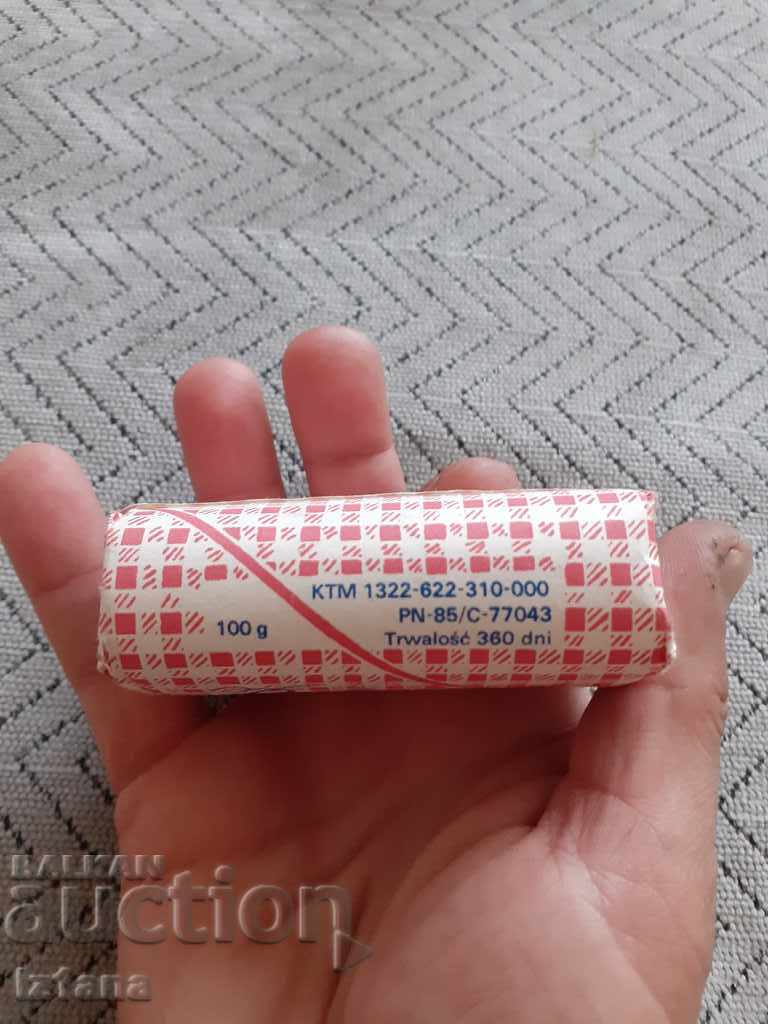 KTM 1322-622-310-000
PN-85/C-77043
100 g
Trwałość 360 dni
BALKAN
auction
Iztana